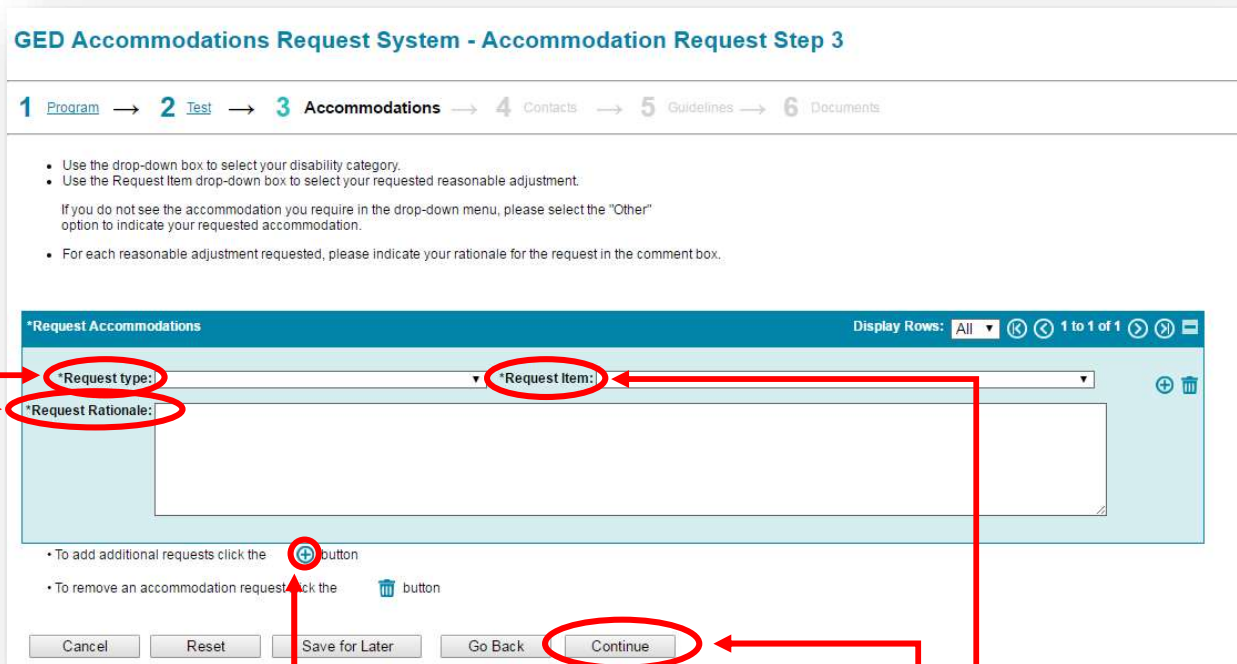 GED Accommodations Request System - Accommodation Request Step 3
1 Program → 2 Test → 3 Accommodations → 4 Contacts → 5 Guidelines → 6 Documents
• Use the drop-down box to select your disability category.
• Use the Request Item drop-down box to select your requested reasonable adjustment.
If you do not see the accommodation you require in the drop-down menu, please select the "Other"
option to indicate your requested accommodation.
• For each reasonable adjustment requested, please indicate your rationale for the request in the comment box.
*Request Accommodations Display Rows: All 1 to 1 of 1
*Request type: *Request Item:
*Request Rationale:
• To add additional requests click the button
• To remove an accommodation request click the button
Cancel Reset Save for Later Go Back Continue